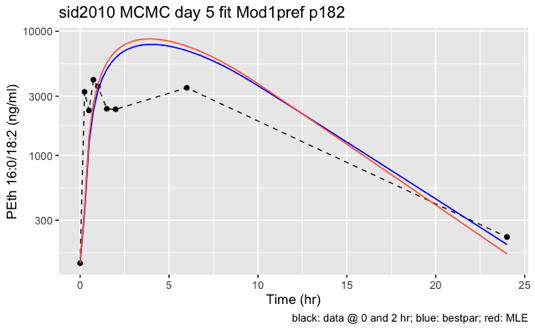 sid2010 MCMC day 5 fit Mod1pref p182
10000
3000
1000
300
PEth 16:0/18:2 (ng/ml)
0
5
10
15
20
25
Time (hr)
black: data @ 0 and 2 hr; blue: bestpar; red: MLE